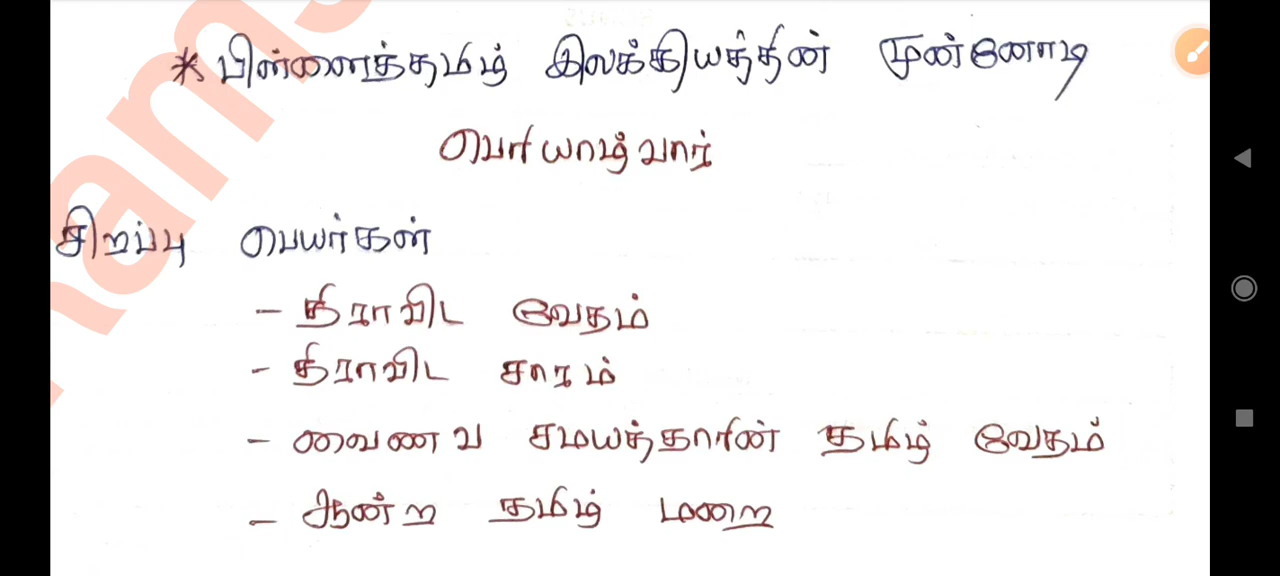 * பிள்ளைத்தமிழ் இலக்கியத்தின் முன்னோடி
பெரியாழ்வார்
சிறப்பு பெயர்கள்
- திராவிட வேதம்
- திராவிட சாரம்
- வைணவ சமயத்தாரின் தமிழ் வேதம்
- ஆன்ற தமிழ் மறை